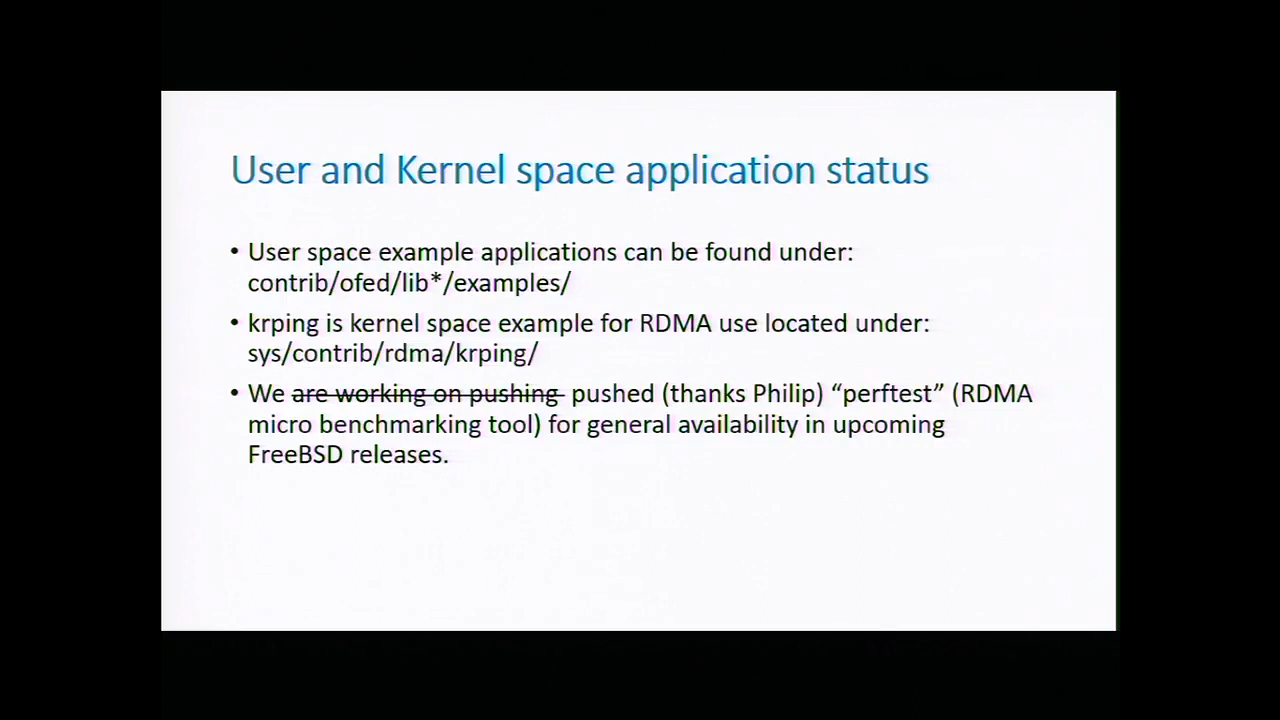 User and Kernel space application status
• User space example applications can be found under:
contrib/ofed/lib*/examples/
• krping is kernel space example for RDMA use located under:
sys/contrib/rdma/krping/
• We are working on pushing pushed (thanks Philip) “perftest” (RDMA
micro benchmarking tool) for general availability in upcoming
FreeBSD releases.